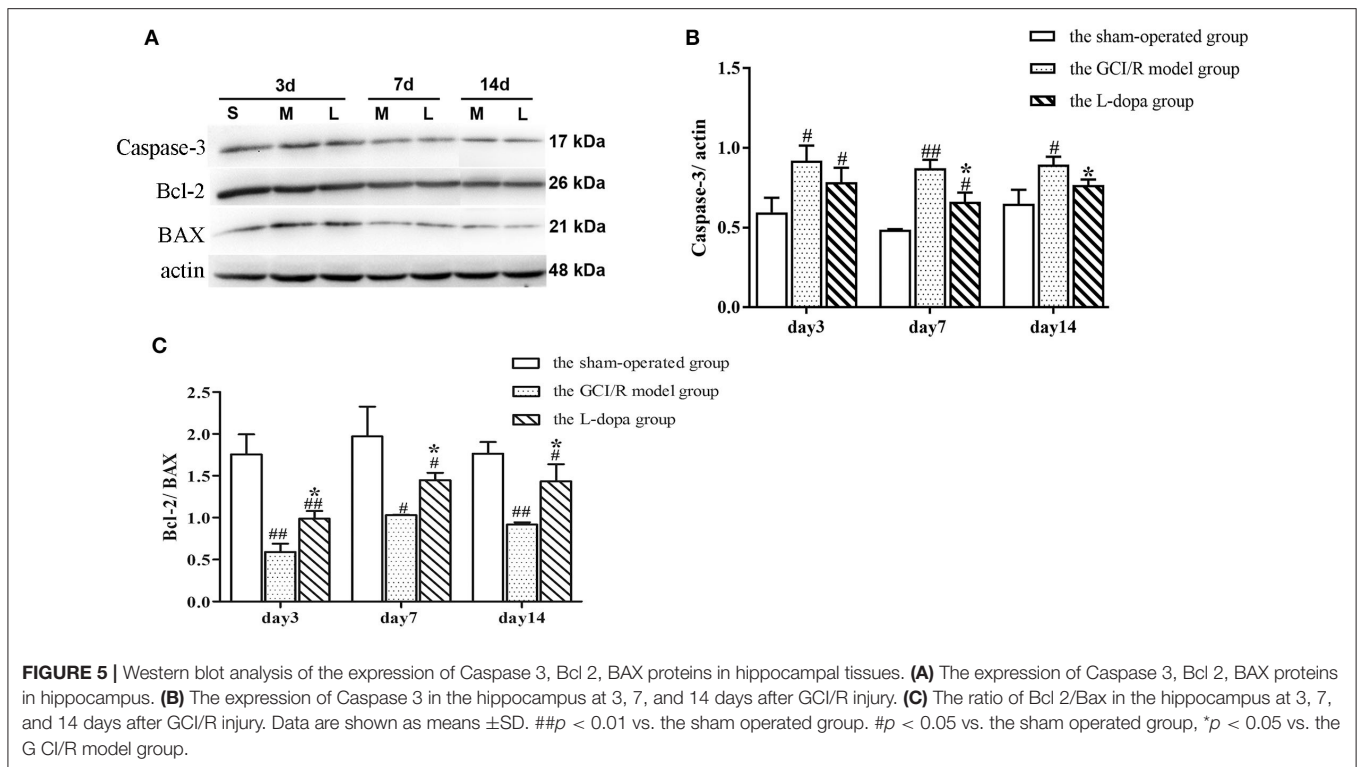 A
3d 7d 14d
S M L M L M L
Caspase-3 17 kDa
Bcl-2 26 kDa
BAX 21 kDa
actin 48 kDa
B
the sham-operated group
the GCI/R model group
the L-dopa group
Caspase-3/ actin
1.5
1.0
0.5
0.0
# # ## * # # *
day3 day7 day14
C
the sham-operated group
the GCI/R model group
the L-dopa group
Bcl-2/ BAX
2.5
2.0
1.5
1.0
0.5
0.0
## * ## # * # ## * #
day3 day7 day14
FIGURE 5 | Western blot analysis of the expression of Caspase 3, Bcl 2, BAX proteins in hippocampal tissues. (A) The expression of Caspase 3, Bcl 2, BAX proteins
in hippocampus. (B) The expression of Caspase 3 in the hippocampus at 3, 7, and 14 days after GCI/R injury. (C) The ratio of Bcl 2/Bax in the hippocampus at 3, 7,
and 14 days after GCI/R injury. Data are shown as means ±SD. ##p < 0.01 vs. the sham operated group. #p < 0.05 vs. the sham operated group, *p < 0.05 vs. the
G CI/R model group.